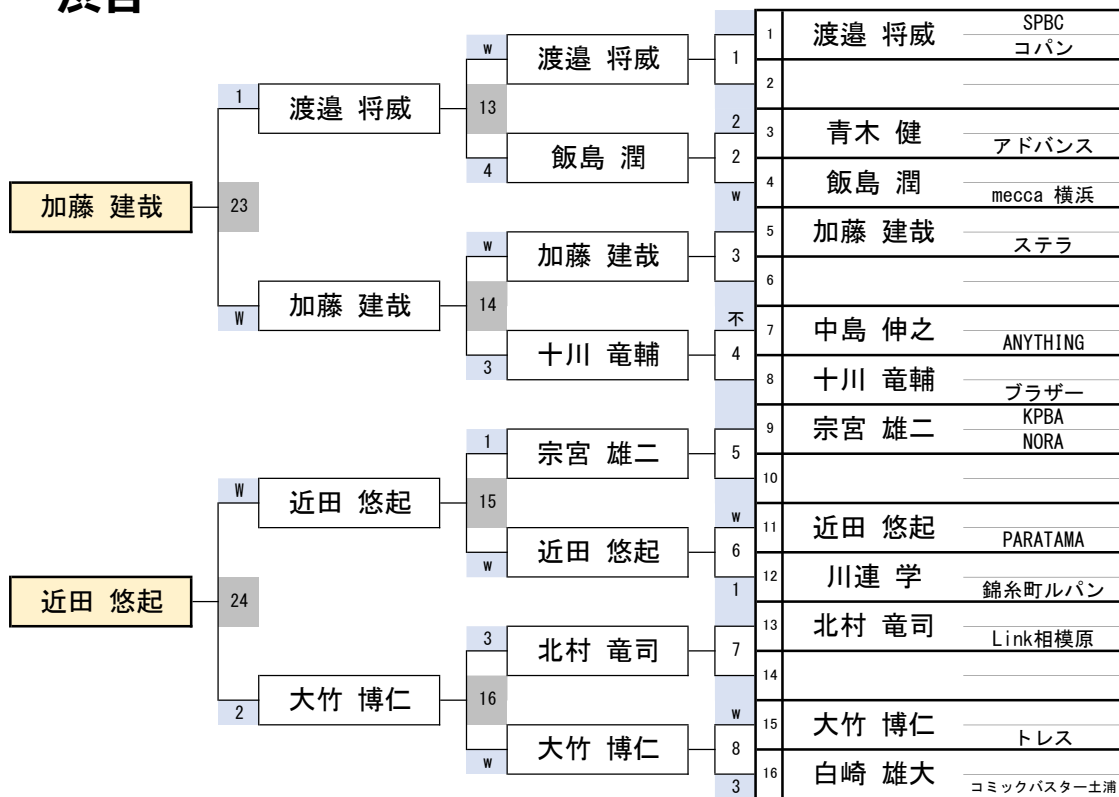 SPBC
1 渡邉 将威
コパン
W 渡邉 将威 1
2
1 渡邉 将威 13
2
3 青木 健 アドバンス
4 飯島 潤 2
4 飯島 潤 mecca 横浜
W
加藤 建哉 23
5 加藤 建哉 ステラ
W 加藤 建哉 3
6
W 加藤 建哉 14
不
7 中島 伸之 ANYTHING
3 十川 竜輔 4
8 十川 竜輔 ブラザー
KPBA
9 宗宮 雄二
NORA
1 宗宮 雄二 5
10
W 近田 悠起 15
W
11 近田 悠起 PARATAMA
W 近田 悠起 6
12 川連 学 錦糸町ルパン
1
近田 悠起 24
13 北村 竜司 Link相模原
3 北村 竜司 7
14
2 大竹 博仁 16
W
15 大竹 博仁 トレス
W 大竹 博仁 8
16 白崎 雄大 コミックバスター土浦
3